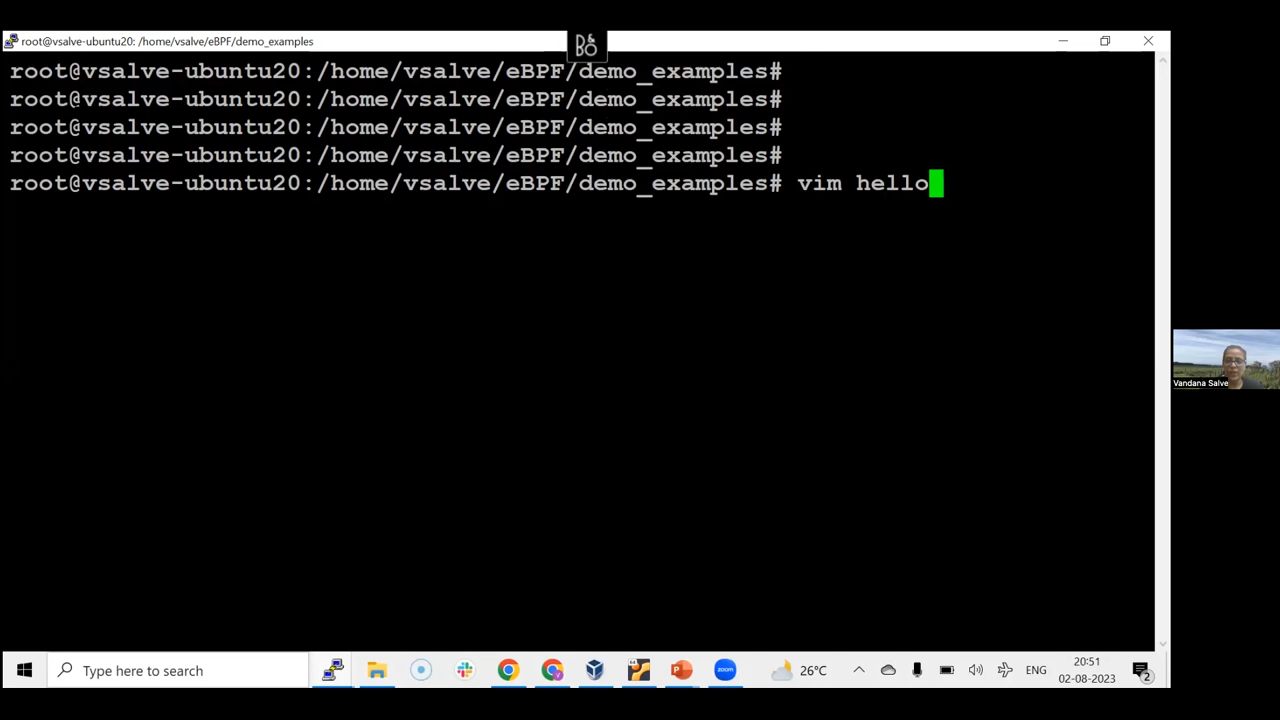 root@vsalve-ubuntu20: /home/vsalve/eBPF/demo_examples
B&O
root@vsalve-ubuntu20:/home/vsalve/eBPF/demo_examples#
root@vsalve-ubuntu20:/home/vsalve/eBPF/demo_examples#
root@vsalve-ubuntu20:/home/vsalve/eBPF/demo_examples#
root@vsalve-ubuntu20:/home/vsalve/eBPF/demo_examples#
root@vsalve-ubuntu20:/home/vsalve/eBPF/demo_examples# vim hello
Vandana Salve
Type here to search
zoom
26°C
ENG
20:51
02-08-2023
2